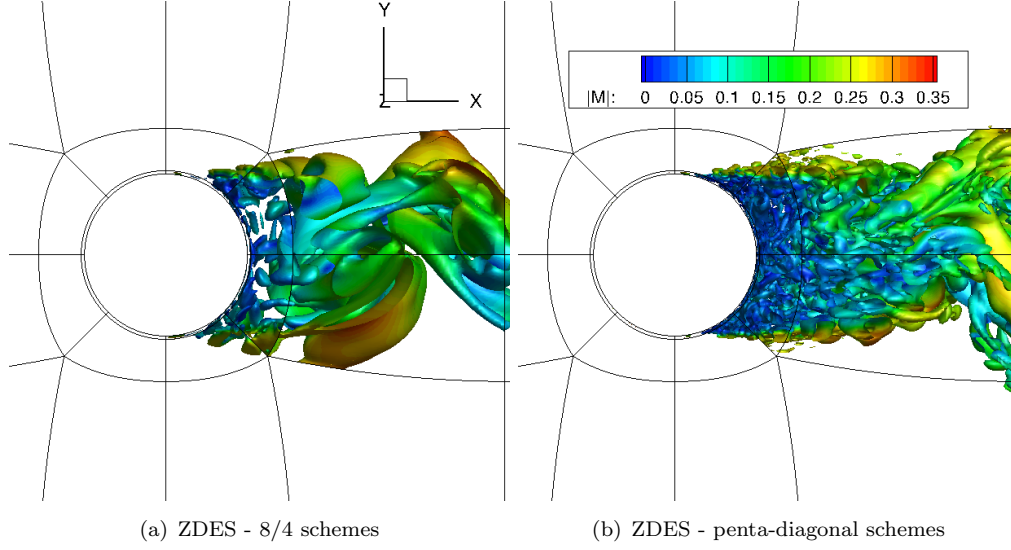 Y
Z X
|M|: 0 0.05 0.1 0.15 0.2 0.25 0.3 0.35
(a) ZDES - 8/4 schemes
(b) ZDES - penta-diagonal schemes